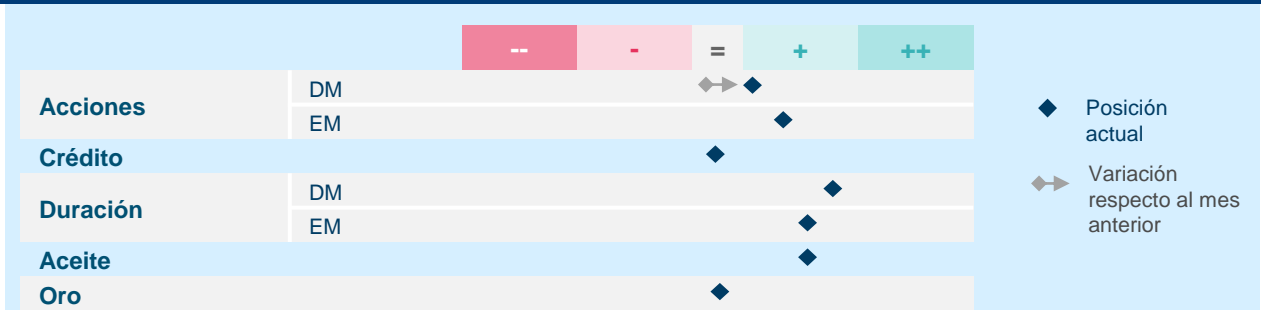 -- - = + ++
Acciones
DM
EM
Crédito
Duración
DM
EM
Aceite
Oro
Posición
actual
Variación
respecto al mes
anterior